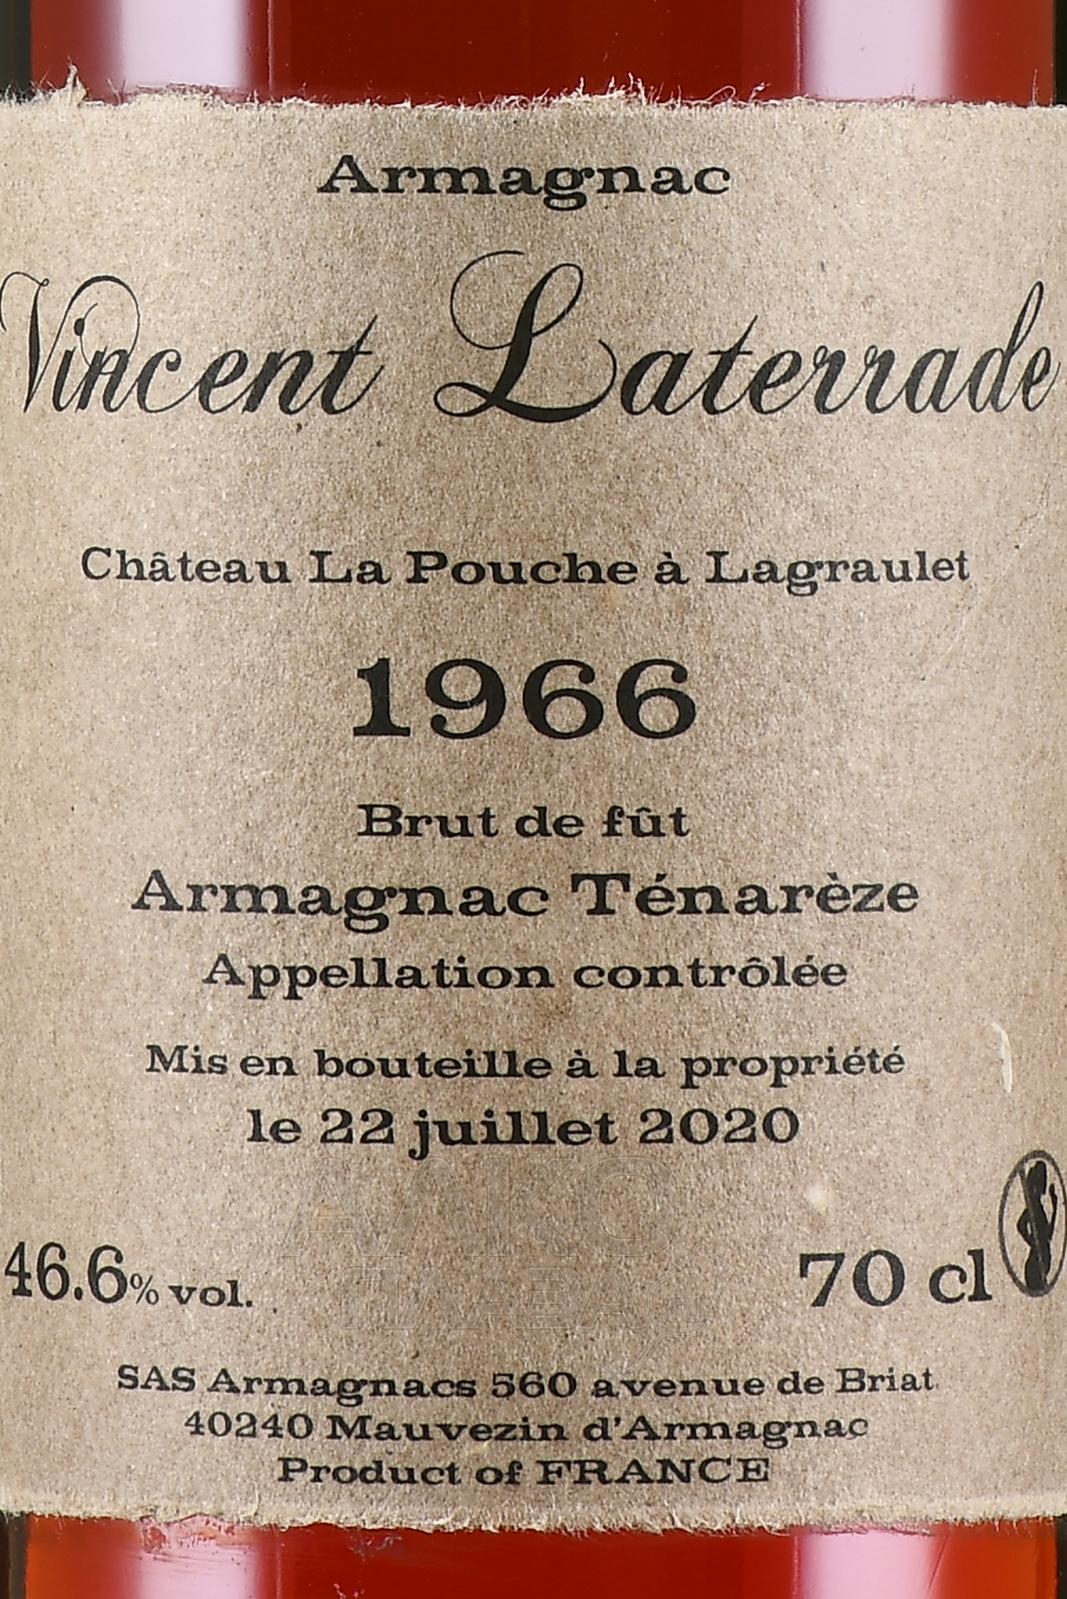 Armagnac
Vincent Laterrade
Château La Pouche à Lagraulet
1966
Brut de fût
Armagnac Ténarèze
Appellation contrôlée
Mis en bouteille à la propriété
le 22 juillet 2020
46.6% vol. 70 cl
SAS Armagnacs 560 avenue de Briat
40240 Mauvezin d'Armagnac
Product of FRANCE